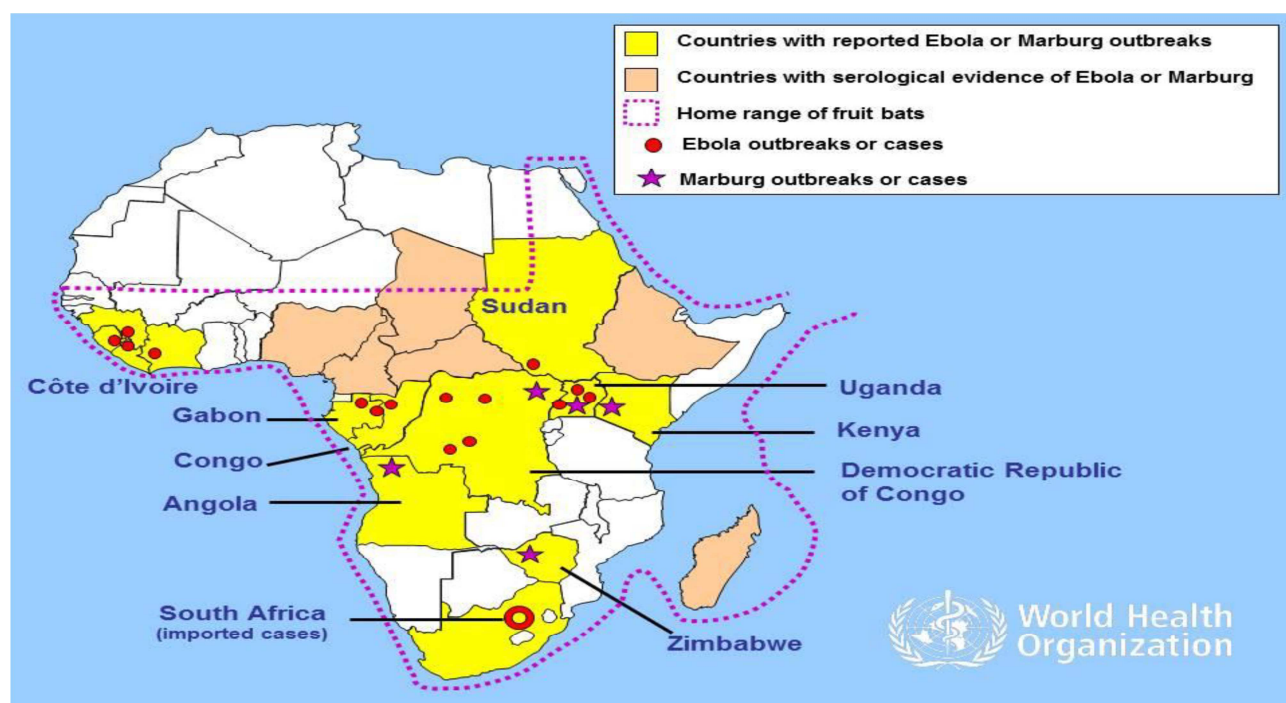 Countries with reported Ebola or Marburg outbreaks
Countries with serological evidence of Ebola or Marburg
Home range of fruit bats
Ebola outbreaks or cases
Marburg outbreaks or cases
Sudan
Côte d’Ivoire
Gabon
Congo
Angola
South Africa
(imported cases)
Uganda
Kenya
Democratic Republic
of Congo
Zimbabwe
World Health
Organization